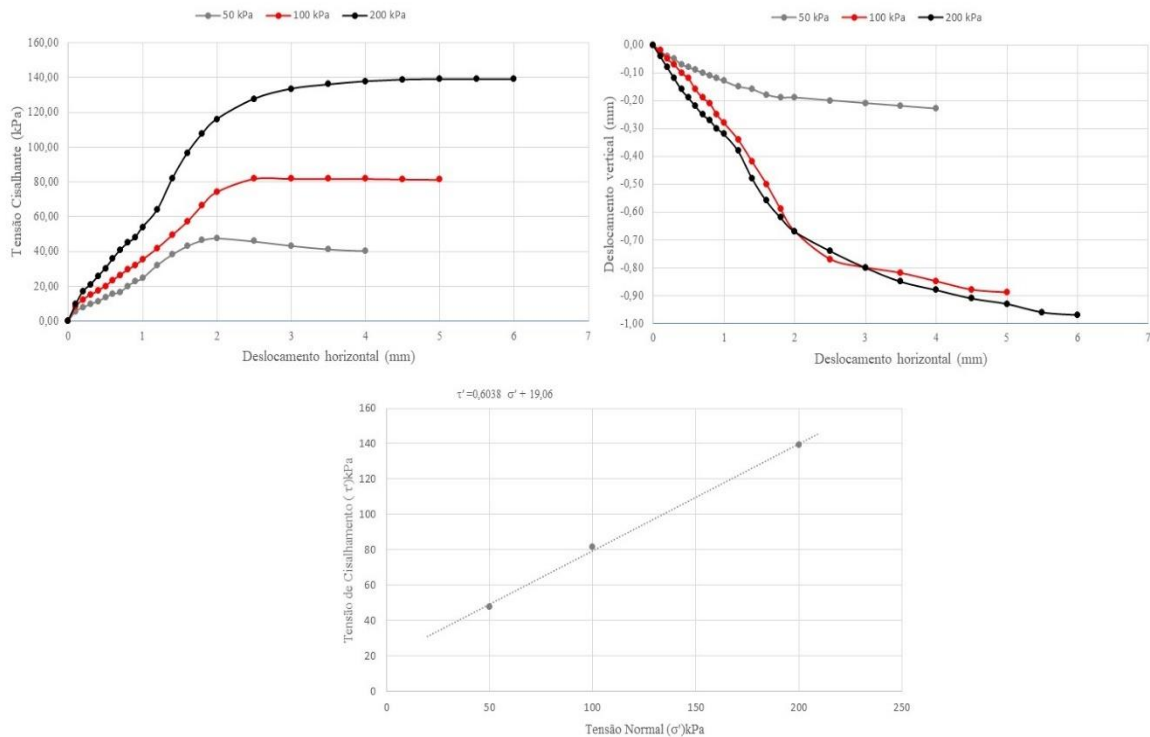 50 kPa 100 kPa 200 kPa
160,00
140,00
120,00
100,00
80,00
60,00
40,00
20,00
0,00
0 1 2 3 4 5 6 7
Tensão Cisalhante (kPa)
Deslocamento horizontal (mm)
50 kPa 100 kPa 200 kPa
0,00
-0,10
-0,20
-0,30
-0,40
-0,50
-0,60
-0,70
-0,80
-0,90
-1,00
0 1 2 3 4 5 6 7
Deslocamento vertical (mm)
Deslocamento horizontal (mm)
τ' =0,6038 σ' + 19,06
160
140
120
100
80
60
40
20
0
0 50 100 150 200 250
Tensão de Cisalhamento ( τ')kPa
Tensão Normal (σ')kPa